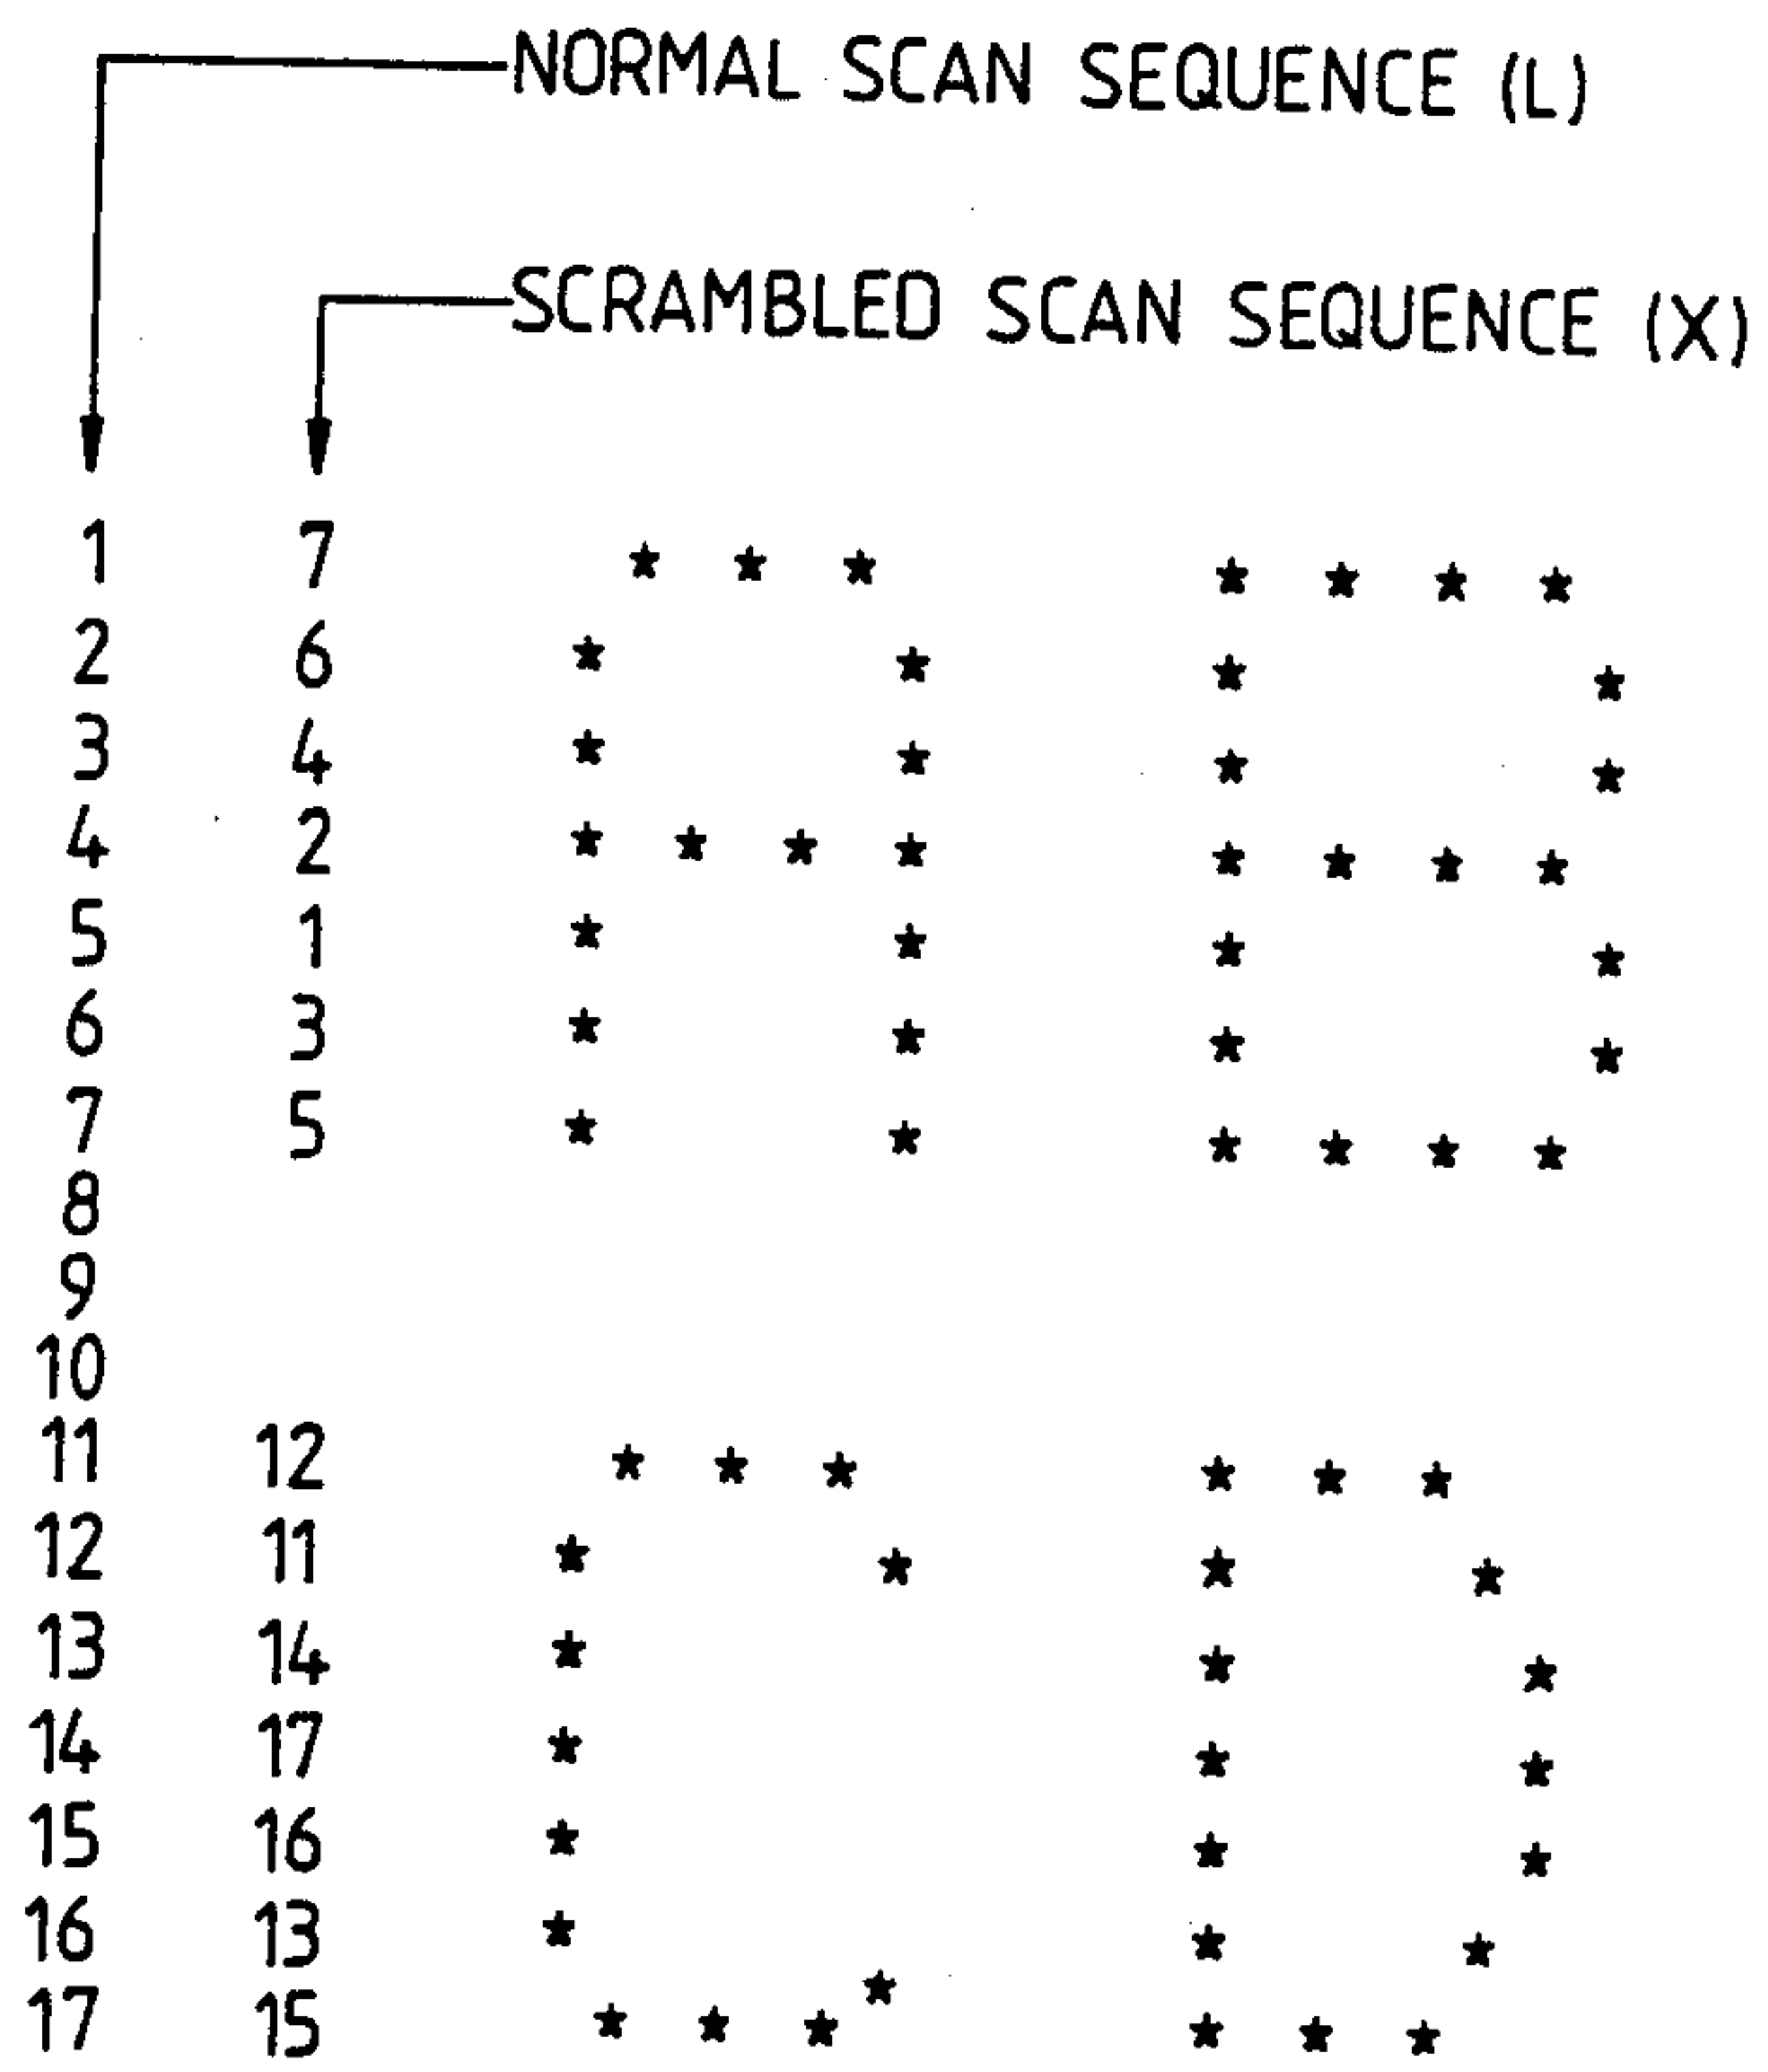 NORMAL SCAN SEQUENCE (L)
SCRAMBLED SCAN SEQUENCE (X)
1 7 * * * * * * *
2 6 * * * *
3 4 * * * *
4 2 * * * * * * * *
5 1 * * * *
6 3 * * * *
7 5 * * * * * *
8
9
10
11 12 * * * * * *
12 11 * * * *
13 14 * * *
14 17 * * *
15 16 * * *
16 13 * * * *
17 15 * * * * * *